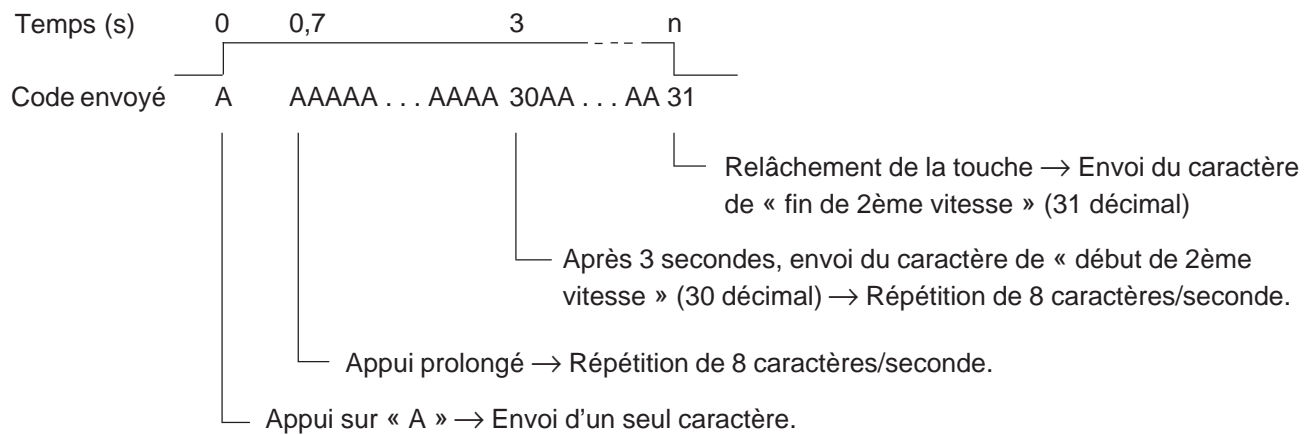 Temps (s) 0 0,7 3 n
Code envoyé A AAAAA . . . AAAA 30AA . . . AA 31
Relâchement de la touche → Envoi du caractère
de « fin de 2ème vitesse » (31 décimal)
Après 3 secondes, envoi du caractère de « début de 2ème
vitesse » (30 décimal) → Répétition de 8 caractères/seconde.
Appui prolongé → Répétition de 8 caractères/seconde.
Appui sur « A » → Envoi d'un seul caractère.